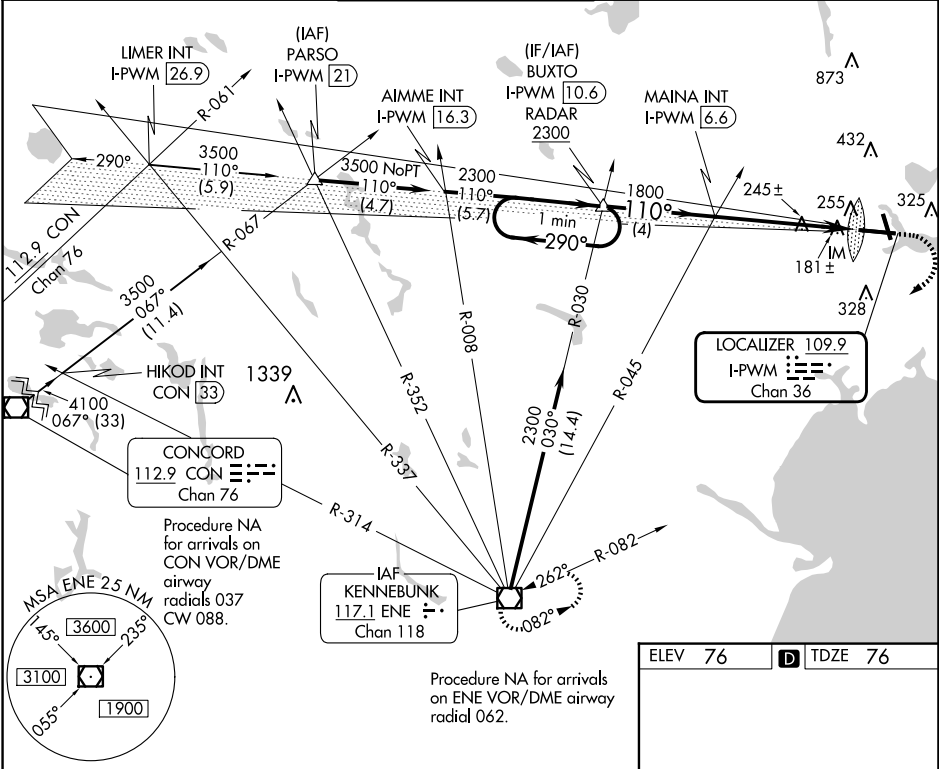 LIMER INT
I-PWM 26.9
(IAF)
PARSO
I-PWM 21
AIMME INT
I-PWM 16.3
(IF/IAF)
BUXTO
I-PWM 10.6
RADAR
2300
MAINA INT
I-PWM 6.6
873
432
325
255
245±
181±
IM
328
R-061
290°
3500
110°
(5.9)
3500 NoPT
110°
(4.7)
2300
110°
(5.7)
1 min
290°
1800
110°
(4)
112.9 CON
Chan 76
R-067
3500
067°
(11.4)
HIKOD INT
CON 33
1339
4100
067° (33)
R-337
R-352
R-008
R-030
R-045
2300
030°
(14.4)
LOCALIZER 109.9
I-PWM
Chan 36
CONCORD
112.9 CON
Chan 76
R-314
Procedure NA
for arrivals on
CON VOR/DME
airway
radials 037
CW 088.
IAF
KENNEBUNK
117.1 ENE
Chan 118
262°
R-082
082°
MSA ENE 25 NM
145°
3600
235°
3100
1900
055°
Procedure NA for arrivals
on ENE VOR/DME airway
radial 062.
ELEV 76
D
TDZE 76